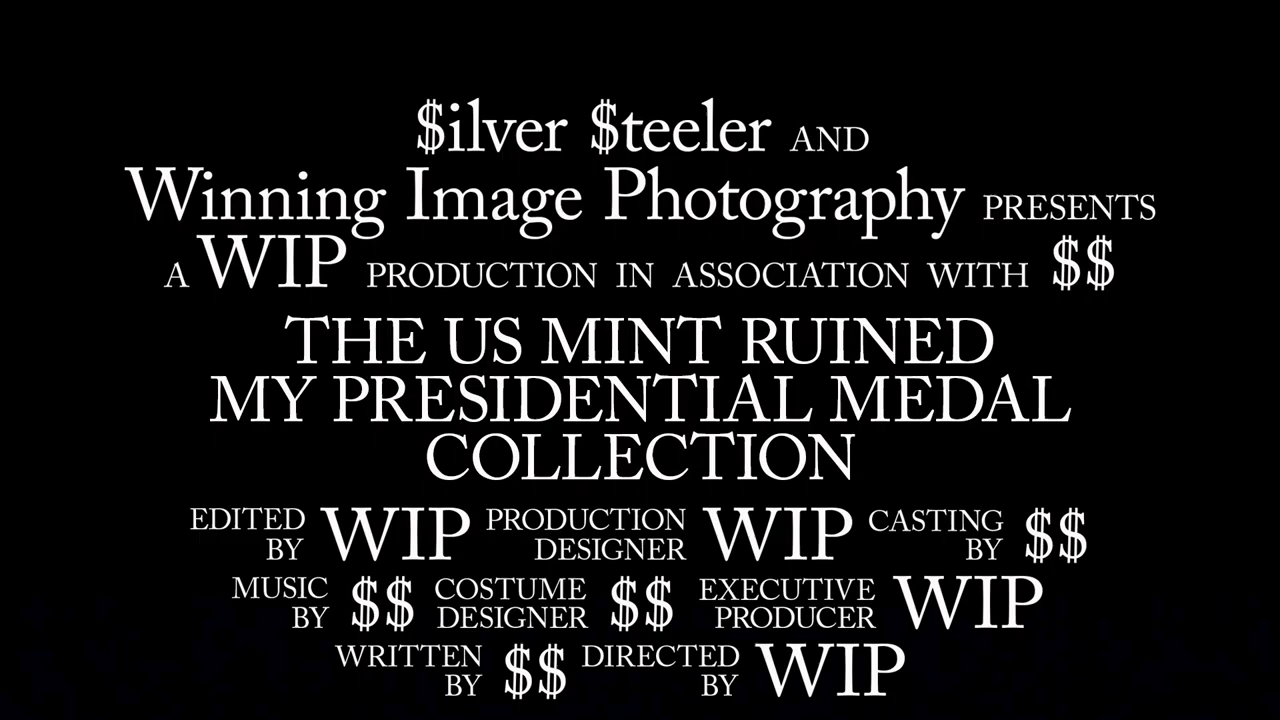 $ilver $teeler AND
Winning Image Photography PRESENTS
A WIP PRODUCTION IN ASSOCIATION WITH $$
THE US MINT RUINED
MY PRESIDENTIAL MEDAL
COLLECTION
EDITED BY WIP PRODUCTION DESIGNER WIP CASTING BY $$
MUSIC BY $$ COSTUME DESIGNER $$ EXECUTIVE PRODUCER WIP
WRITTEN BY $$ DIRECTED BY WIP